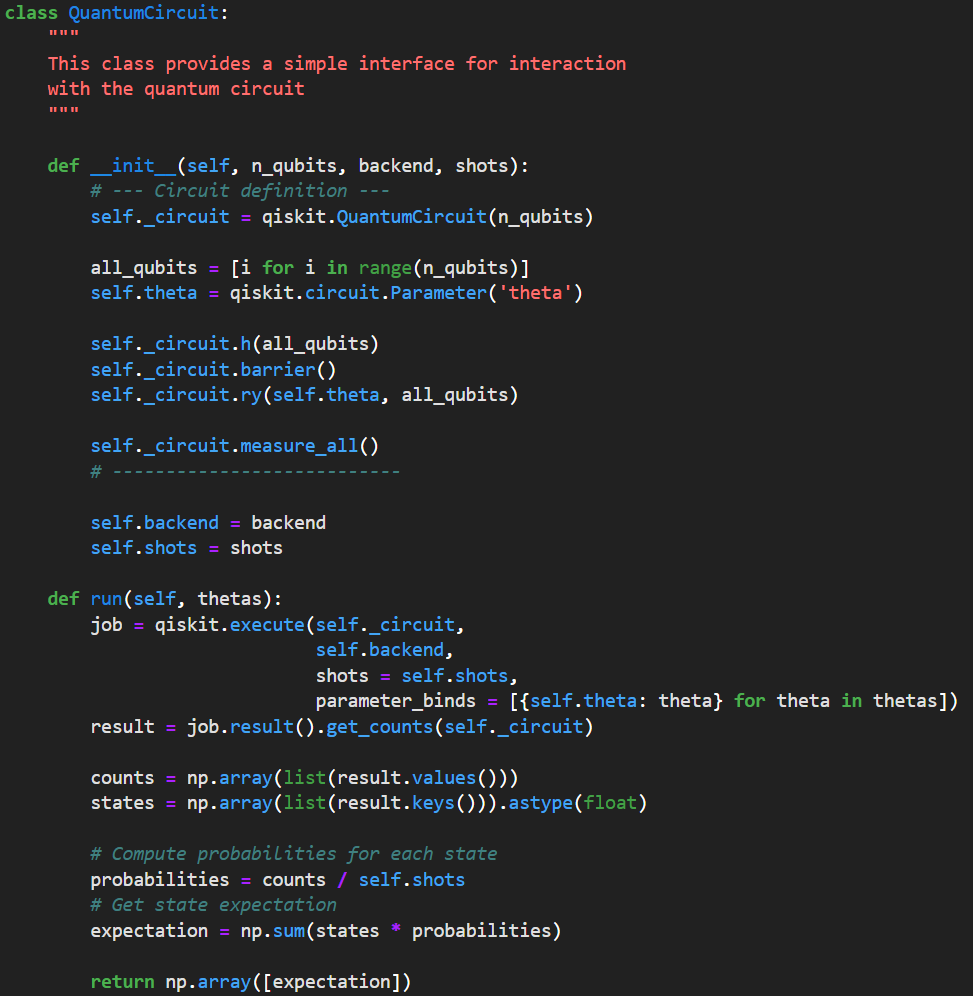 class QuantumCircuit:
    """
    This class provides a simple interface for interaction
    with the quantum circuit
    """

    def __init__(self, n_qubits, backend, shots):
        # --- Circuit definition ---
        self._circuit = qiskit.QuantumCircuit(n_qubits)

        all_qubits = [i for i in range(n_qubits)]
        self.theta = qiskit.circuit.Parameter('theta')

        self._circuit.h(all_qubits)
        self._circuit.barrier()
        self._circuit.ry(self.theta, all_qubits)

        self._circuit.measure_all()
        # ---------------------------

        self.backend = backend
        self.shots = shots

    def run(self, thetas):
        job = qiskit.execute(self._circuit,
                             self.backend,
                             shots = self.shots,
                             parameter_binds = [{self.theta: theta} for theta in thetas])
        result = job.result().get_counts(self._circuit)

        counts = np.array(list(result.values()))
        states = np.array(list(result.keys())).astype(float)

        # Compute probabilities for each state
        probabilities = counts / self.shots
        # Get state expectation
        expectation = np.sum(states * probabilities)

        return np.array([expectation])